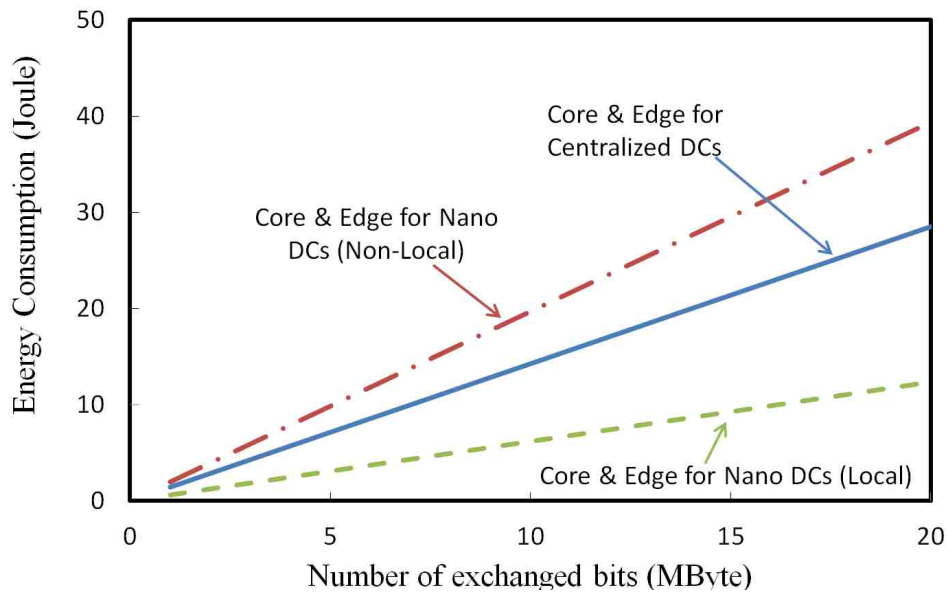 50
40
30
20
10
0
Energy Consumption (Joule)
Core & Edge for
Centralized DCs
Core & Edge for Nano
DCs (Non-Local)
Core & Edge for Nano DCs (Local)
0 5 10 15 20
Number of exchanged bits (MByte)